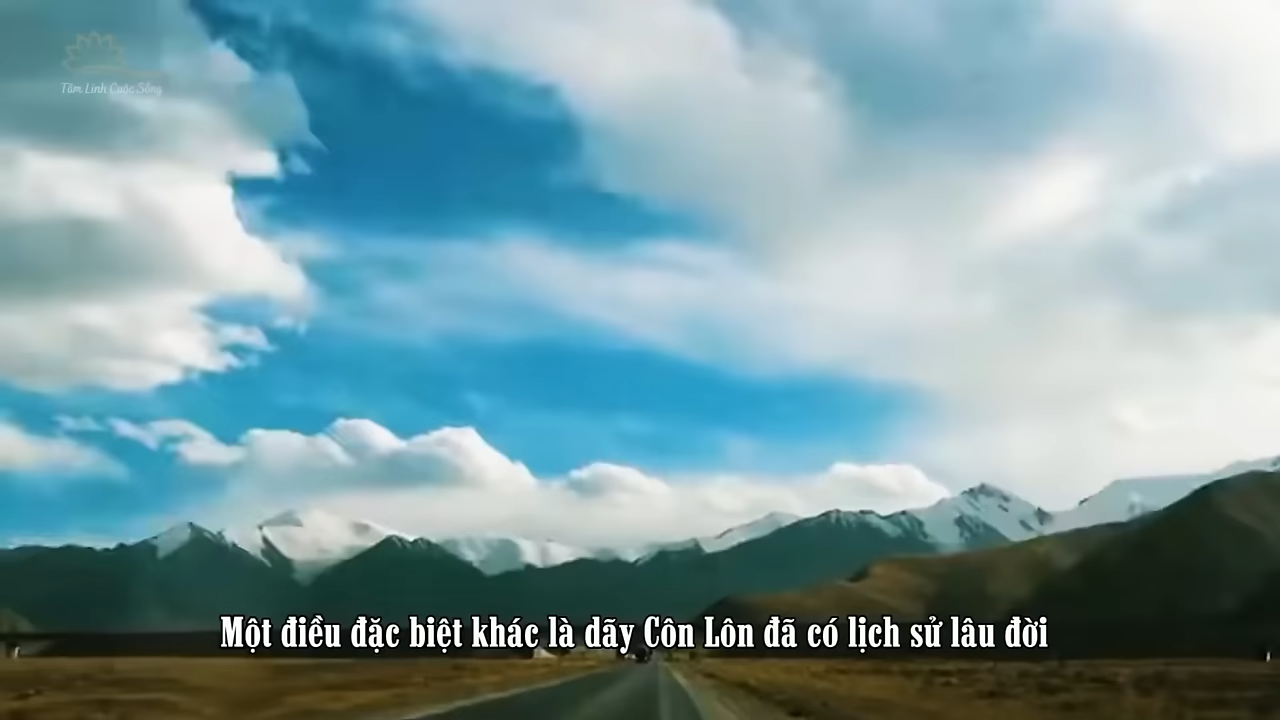 Tâm Linh Cuộc Sống
Một điều đặc biệt khác là dãy Côn Lôn đã có lịch sử lâu đời